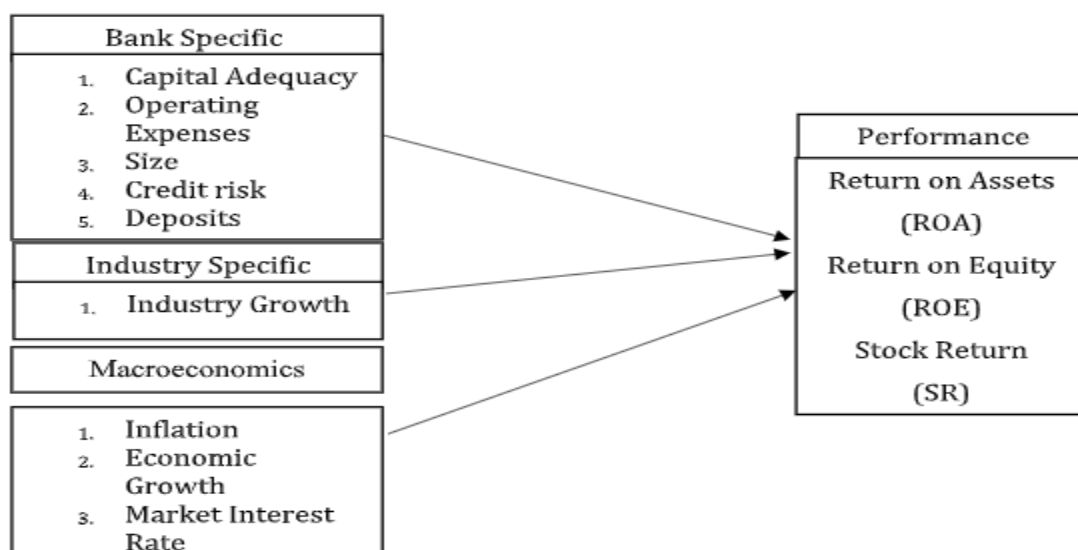 Bank Specific
1. Capital Adequacy
2. Operating
Expenses
3. Size
4. Credit risk
5. Deposits
Industry Specific
1. Industry Growth
Macroeconomics
1. Inflation
2. Economic
Growth
3. Market Interest
Rate
Performance
Return on Assets
(ROA)
Return on Equity
(ROE)
Stock Return
(SR)